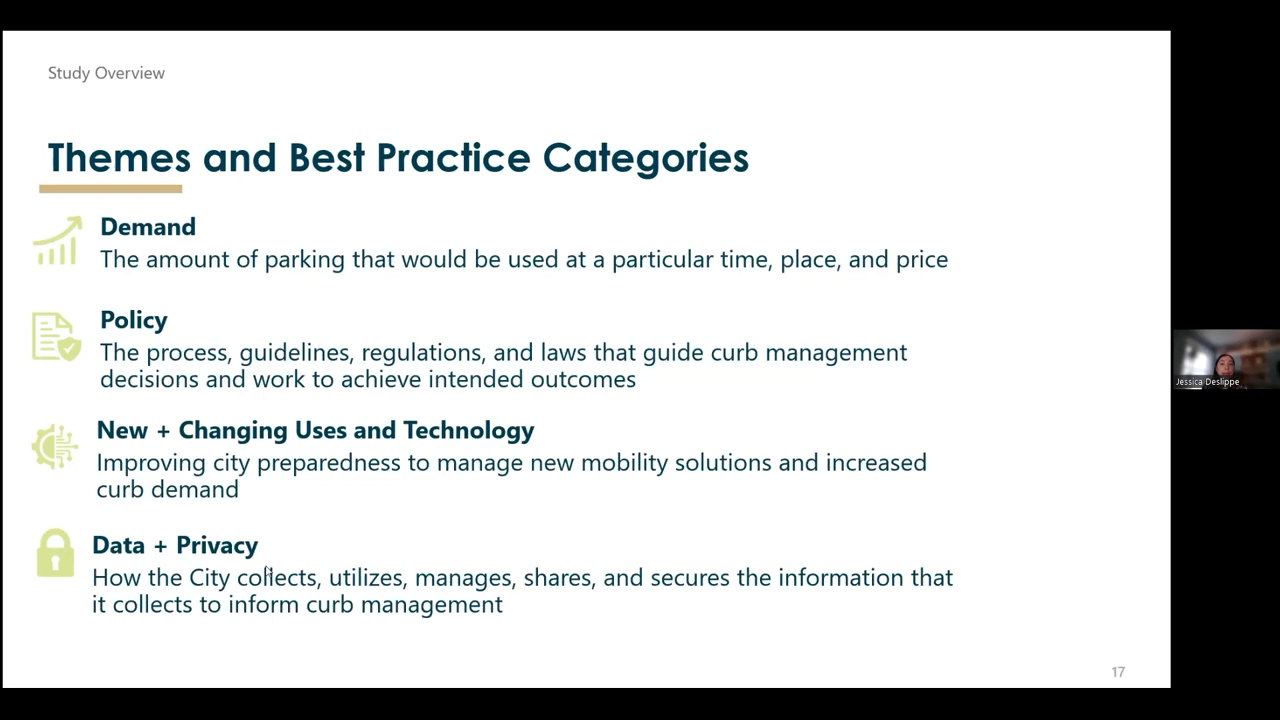 Study Overview
Themes and Best Practice Categories
Demand
The amount of parking that would be used at a particular time, place, and price
Policy
The process, guidelines, regulations, and laws that guide curb management
decisions and work to achieve intended outcomes
New + Changing Uses and Technology
Improving city preparedness to manage new mobility solutions and increased
curb demand
Data + Privacy
How the City collects, utilizes, manages, shares, and secures the information that
it collects to inform curb management
17
Jessica Deslippe